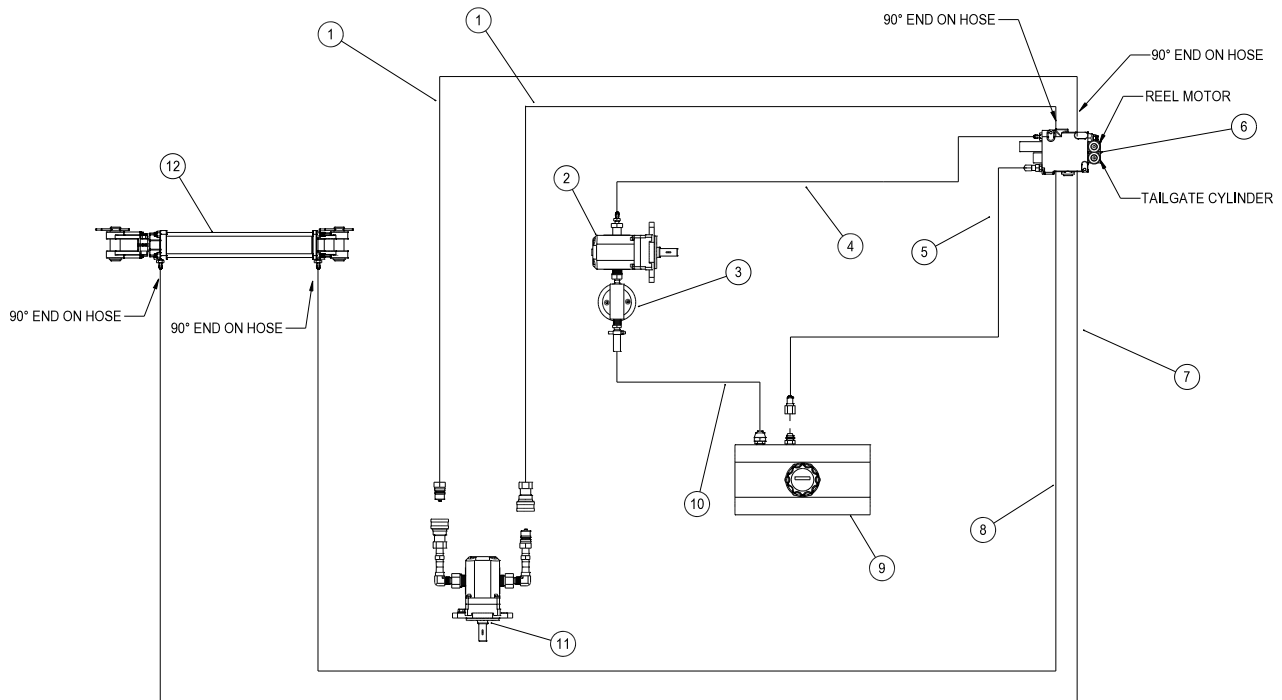 90° END ON HOSE
1
1
90° END ON HOSE
REEL MOTOR
6
12
2
TAILGATE CYLINDER
4
5
3
90° END ON HOSE
90° END ON HOSE
7
10
8
9
11